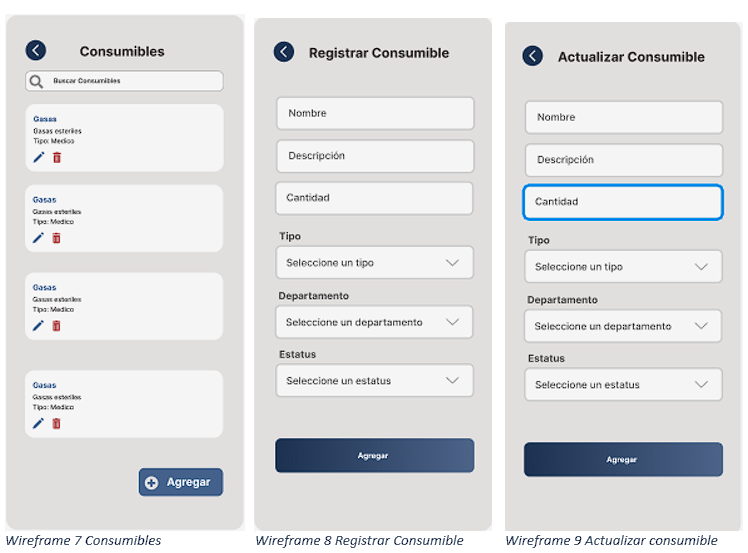 Consumibles
Buscar Consumibles
Gasas
Gasas esteriles
Tipo: Medico
Gasas
Gasas esteriles
Tipo: Medico
Gasas
Gasas esteriles
Tipo: Medico
Gasas
Gasas esteriles
Tipo: Medico
Agregar
Wireframe 7 Consumibles
Registrar Consumible
Nombre
Descripción
Cantidad
Tipo
Seleccione un tipo
Departamento
Seleccione un departamento
Estatus
Seleccione un estatus
Agregar
Wireframe 8 Registrar Consumible
Actualizar Consumible
Nombre
Descripción
Cantidad
Tipo
Seleccione un tipo
Departamento
Seleccione un departamento
Estatus
Seleccione un estatus
Agregar
Wireframe 9 Actualizar consumible